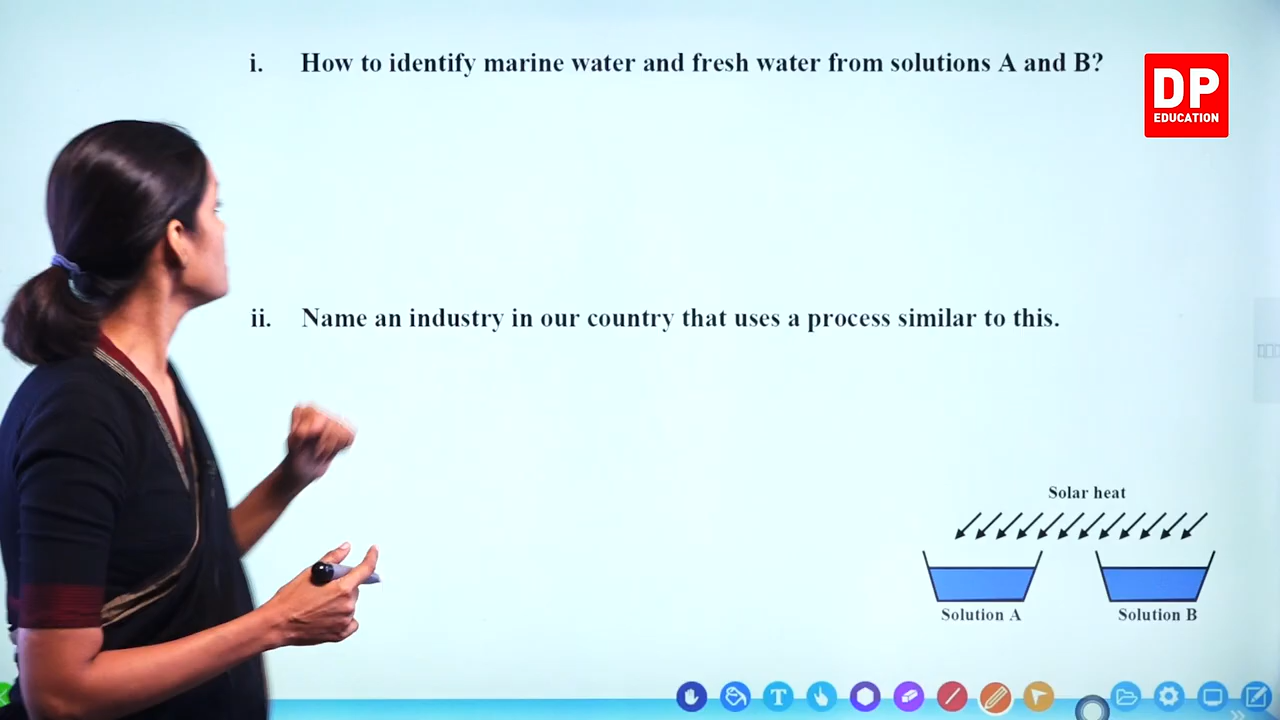 i. How to identify marine water and fresh water from solutions A and B?
DP
EDUCATION
ii. Name an industry in our country that uses a process similar to this.
Solar heat
Solution A Solution B
T